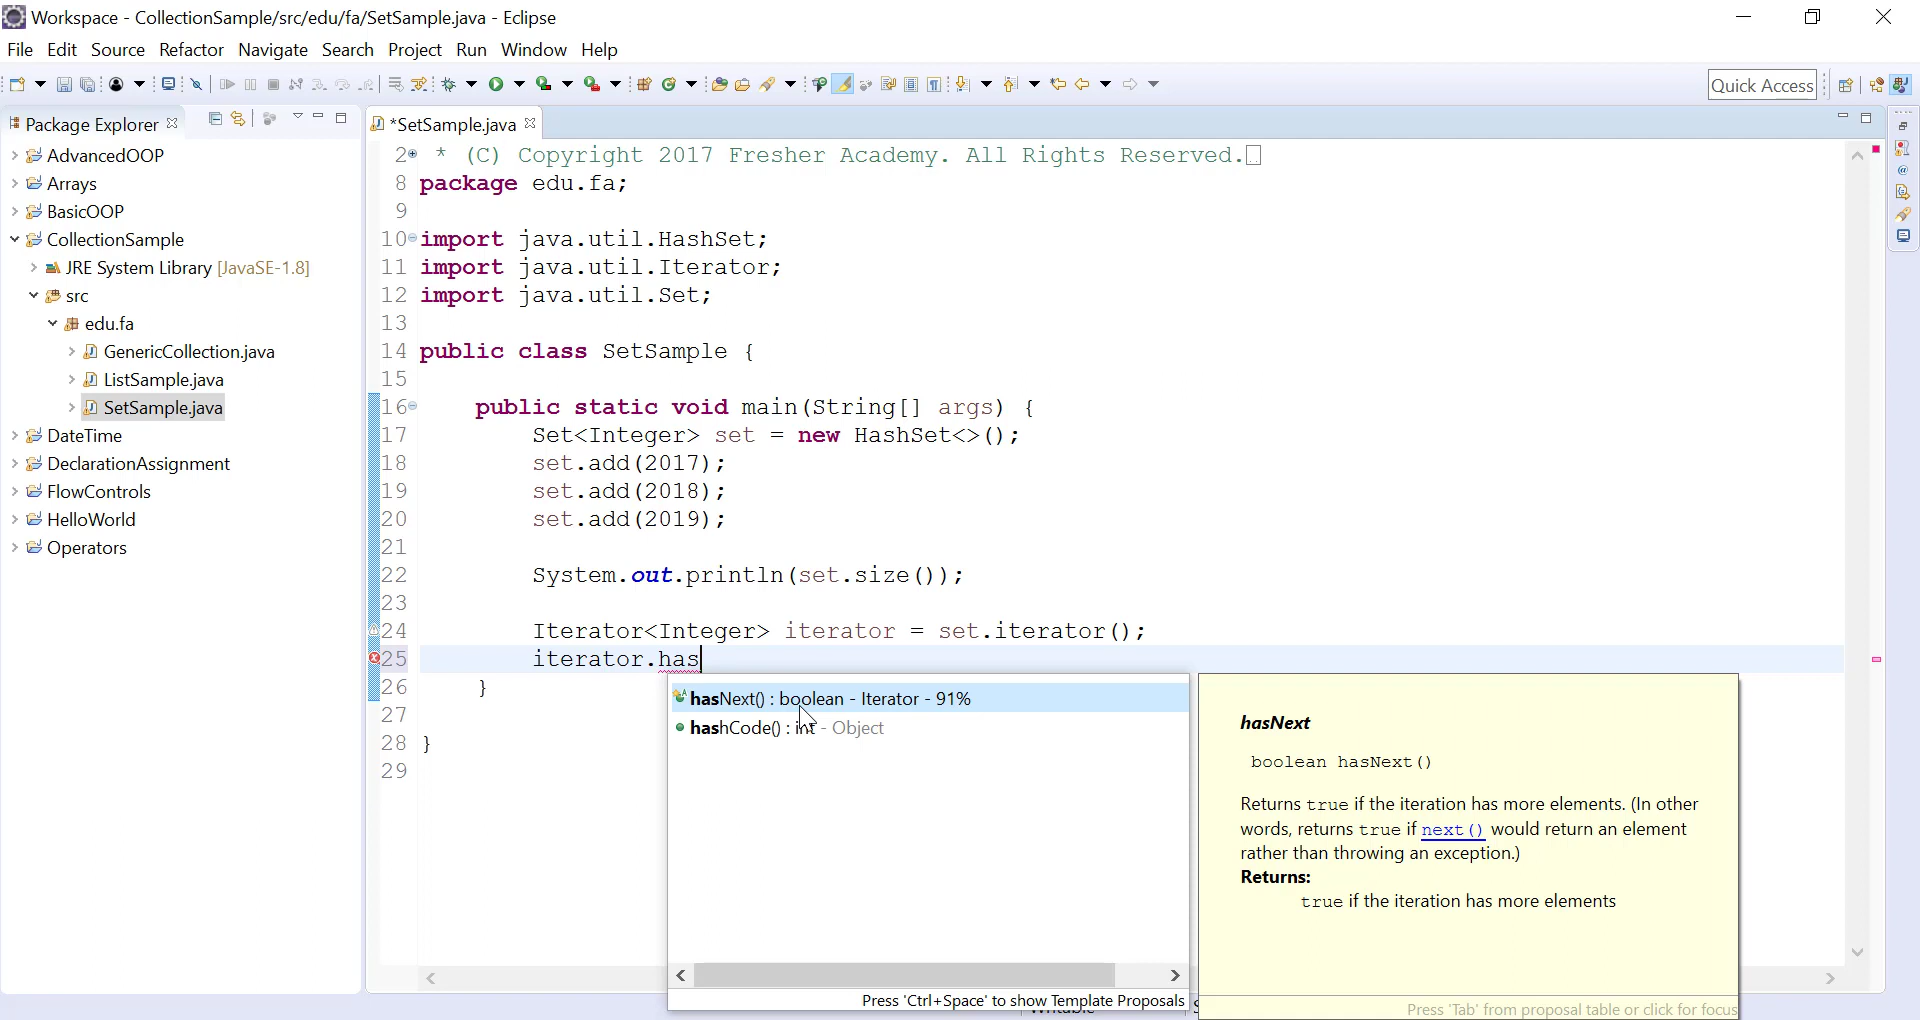 Workspace - CollectionSample/src/edu/fa/SetSample.java - Eclipse
File Edit Source Refactor Navigate Search Project Run Window Help
Quick Access
Package Explorer
*SetSample.java
AdvancedOOP
Arrays
BasicOOP
CollectionSample
JRE System Library [JavaSE-1.8]
src
edu.fa
GenericCollection.java
ListSample.java
SetSample.java
DateTime
DeclarationAssignment
FlowControls
HelloWorld
Operators
2 * (C) Copyright 2017 Fresher Academy. All Rights Reserved.
8 package edu.fa;
9
10 import java.util.HashSet;
11 import java.util.Iterator;
12 import java.util.Set;
13
14 public class SetSample {
15
16 public static void main(String[] args) {
17 Set<Integer> set = new HashSet<>();
18 set.add(2017);
19 set.add(2018);
20 set.add(2019);
21
22 System.out.println(set.size());
23
24 Iterator<Integer> iterator = set.iterator();
25 iterator.has
26 }
27
28 }
29
hasNext() : boolean - Iterator - 91%
hashCode() : int - Object
Press 'Ctrl+Space' to show Template Proposals
hasNext
boolean hasNext()
Returns true if the iteration has more elements. (In other
words, returns true if next() would return an element
rather than throwing an exception.)
Returns:
true if the iteration has more elements
Press 'Tab' from proposal table or click for focus